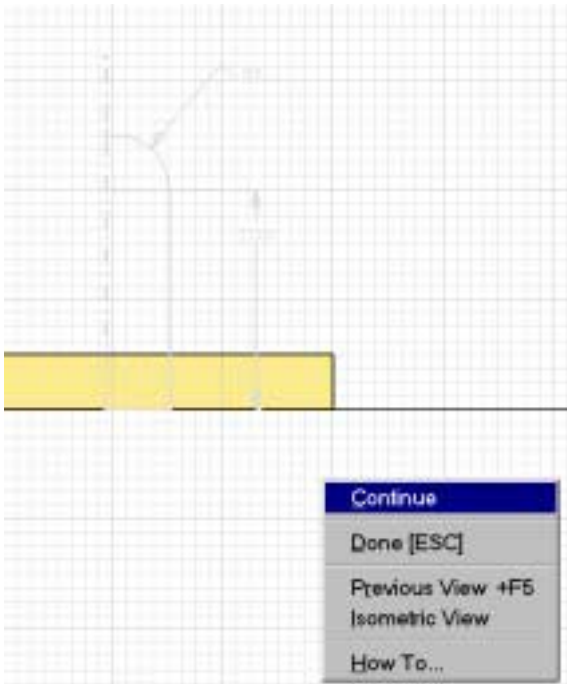 Continue
Done [ESC]
Previous View +F5
Isometric View
How To...